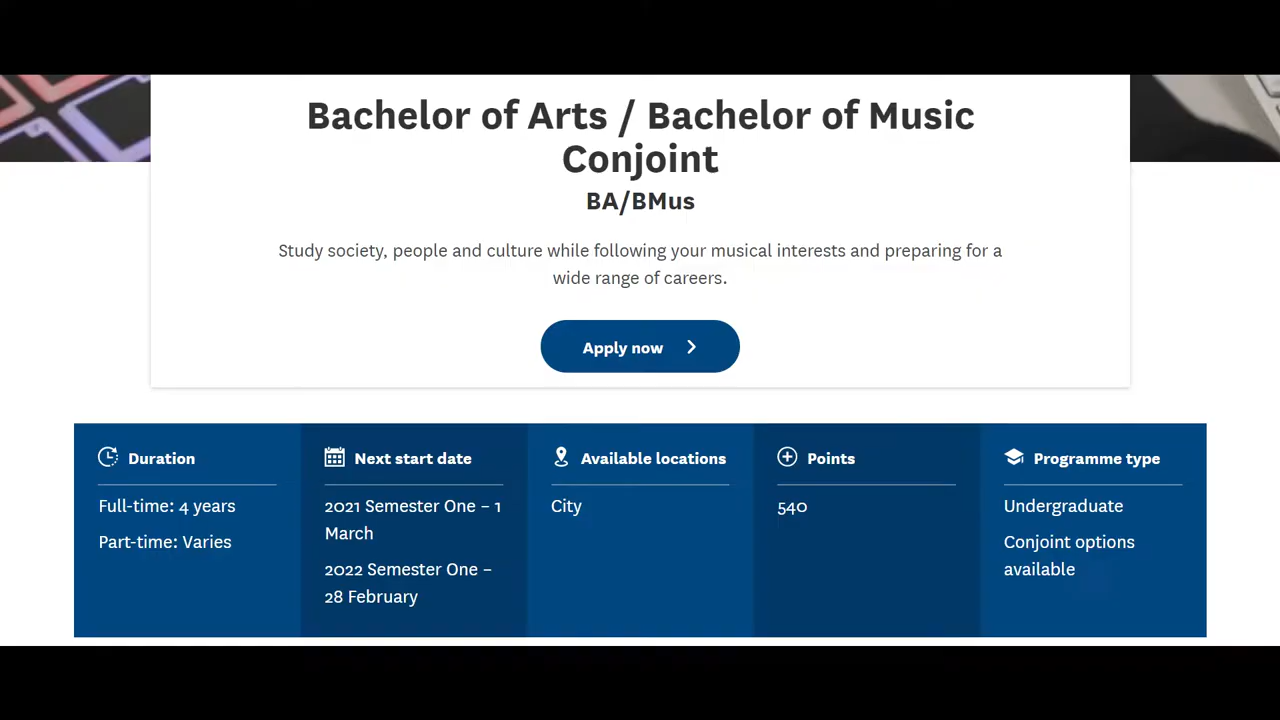 Bachelor of Arts / Bachelor of Music
Conjoint
BA/BMus
Study society, people and culture while following your musical interests and preparing for a
wide range of careers.
Apply now
Duration
Full-time: 4 years
Part-time: Varies
Next start date
2021 Semester One – 1
March
2022 Semester One –
28 February
Available locations
City
Points
540
Programme type
Undergraduate
Conjoint options
available